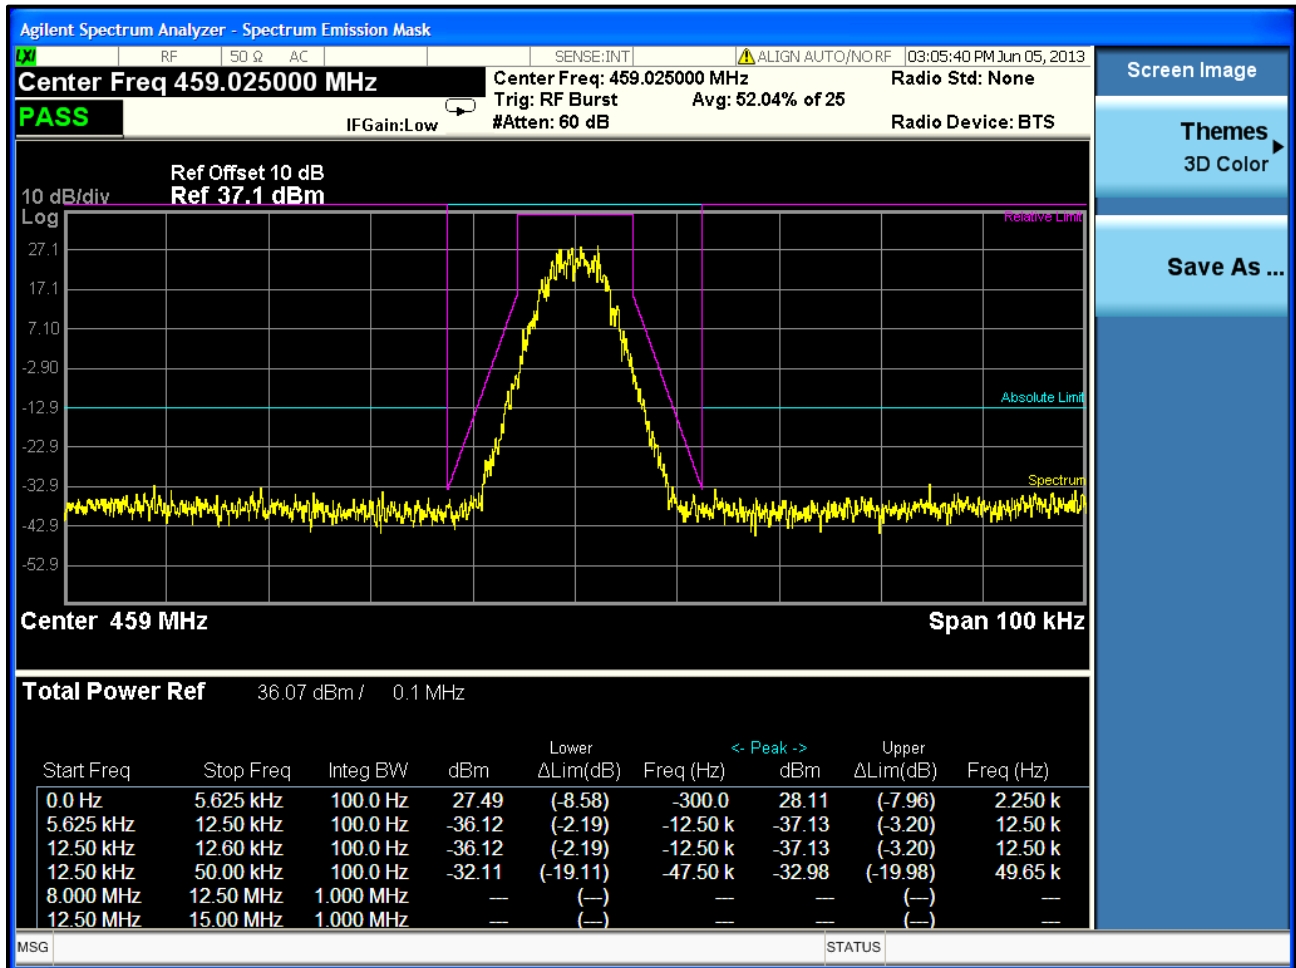 Agilent Spectrum Analyzer - Spectrum Emission Mask
LXI RF 50 Ω AC SENSE:INT ALIGN AUTO/NO RF 03:05:40 PM Jun 05, 2013
Center Freq 459.025000 MHz
Center Freq: 459.025000 MHz Radio Std: None
Trig: RF Burst Avg: 52.04% of 25
PASS IFGain:Low #Atten: 60 dB Radio Device: BTS
Ref Offset 10 dB
10 dB/div Ref 37.1 dBm
Log
Relative Limit
27.1
17.1
7.10
-2.90
-12.9 Absolute Limit
-22.9
-32.9 Spectrum
-42.9
-52.9
Center 459 MHz Span 100 kHz
Total Power Ref 36.07 dBm / 0.1 MHz
Lower <- Peak -> Upper
Start Freq Stop Freq Integ BW dBm ΔLim(dB) Freq (Hz) dBm ΔLim(dB) Freq (Hz)
0.0 Hz 5.625 kHz 100.0 Hz 27.49 (-8.58) -300.0 28.11 (-7.96) 2.250 k
5.625 kHz 12.50 kHz 100.0 Hz -36.12 (-2.19) -12.50 k -37.13 (-3.20) 12.50 k
12.50 kHz 12.60 kHz 100.0 Hz -36.12 (-2.19) -12.50 k -37.13 (-3.20) 12.50 k
12.50 kHz 50.00 kHz 100.0 Hz -32.11 (-19.11) -47.50 k -32.98 (-19.98) 49.65 k
8.000 MHz 12.50 MHz 1.000 MHz --- (---) --- --- (---) ---
12.50 MHz 15.00 MHz 1.000 MHz --- (---) --- --- (---) ---
MSG STATUS
Screen Image
Themes
3D Color
Save As ...